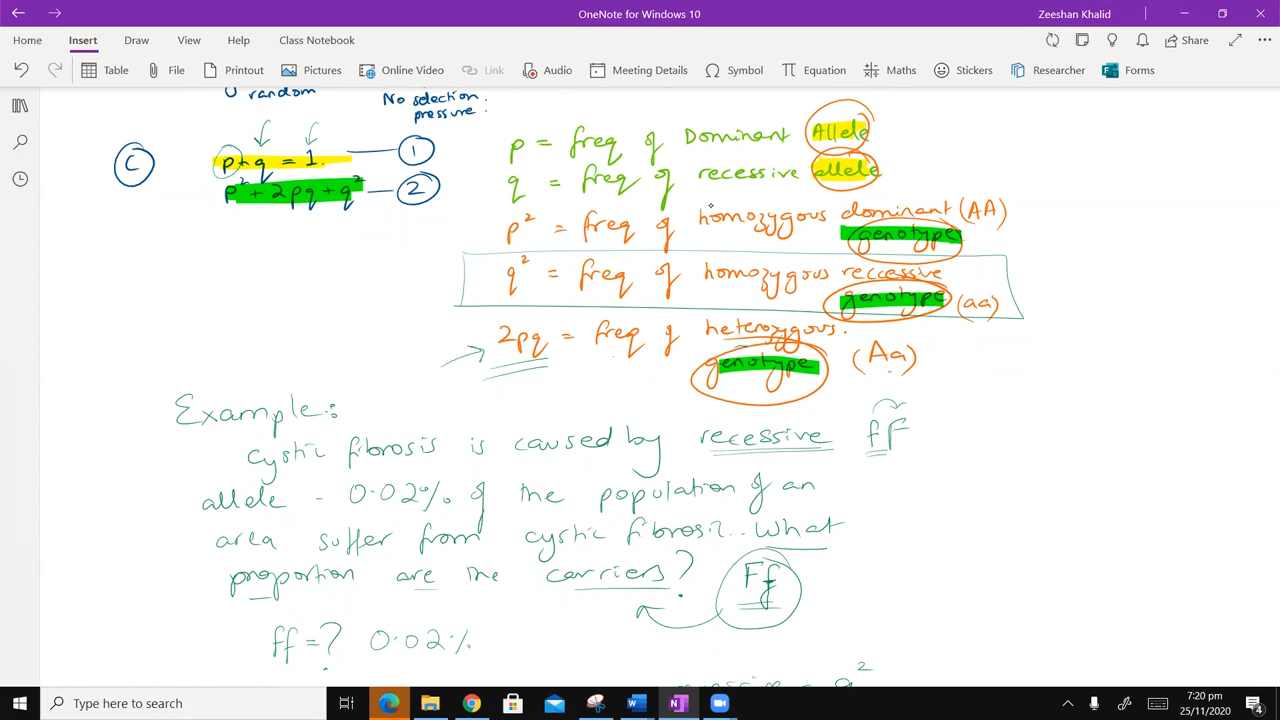 OneNote for Windows 10
Zeeshan Khalid
Home Insert Draw View Help Class Notebook
Share
Table File Printout Pictures Online Video Link Audio Meeting Details Symbol Equation Maths Stickers Researcher Forms
random
No selection
pressure
C
p+q = 1. 1
p² + 2pq + q² 2
p = freq of Dominant Allele
q = freq of recessive allele
p² = freq of homozygous dominant (AA)
genotype
q² = freq of homozygous reccessive
genotype (aa)
2pq = freq of heterozygous.
genotype (Aa)
Example:
Cystic fibrosis is caused by recessive ff
allele - 0.02% of the population of an
area suffer from cystic fibrosis.. What
proportion are the carriers? Ff
ff = ? 0.02%
= q²
Type here to search
7:20 pm
25/11/2020
4